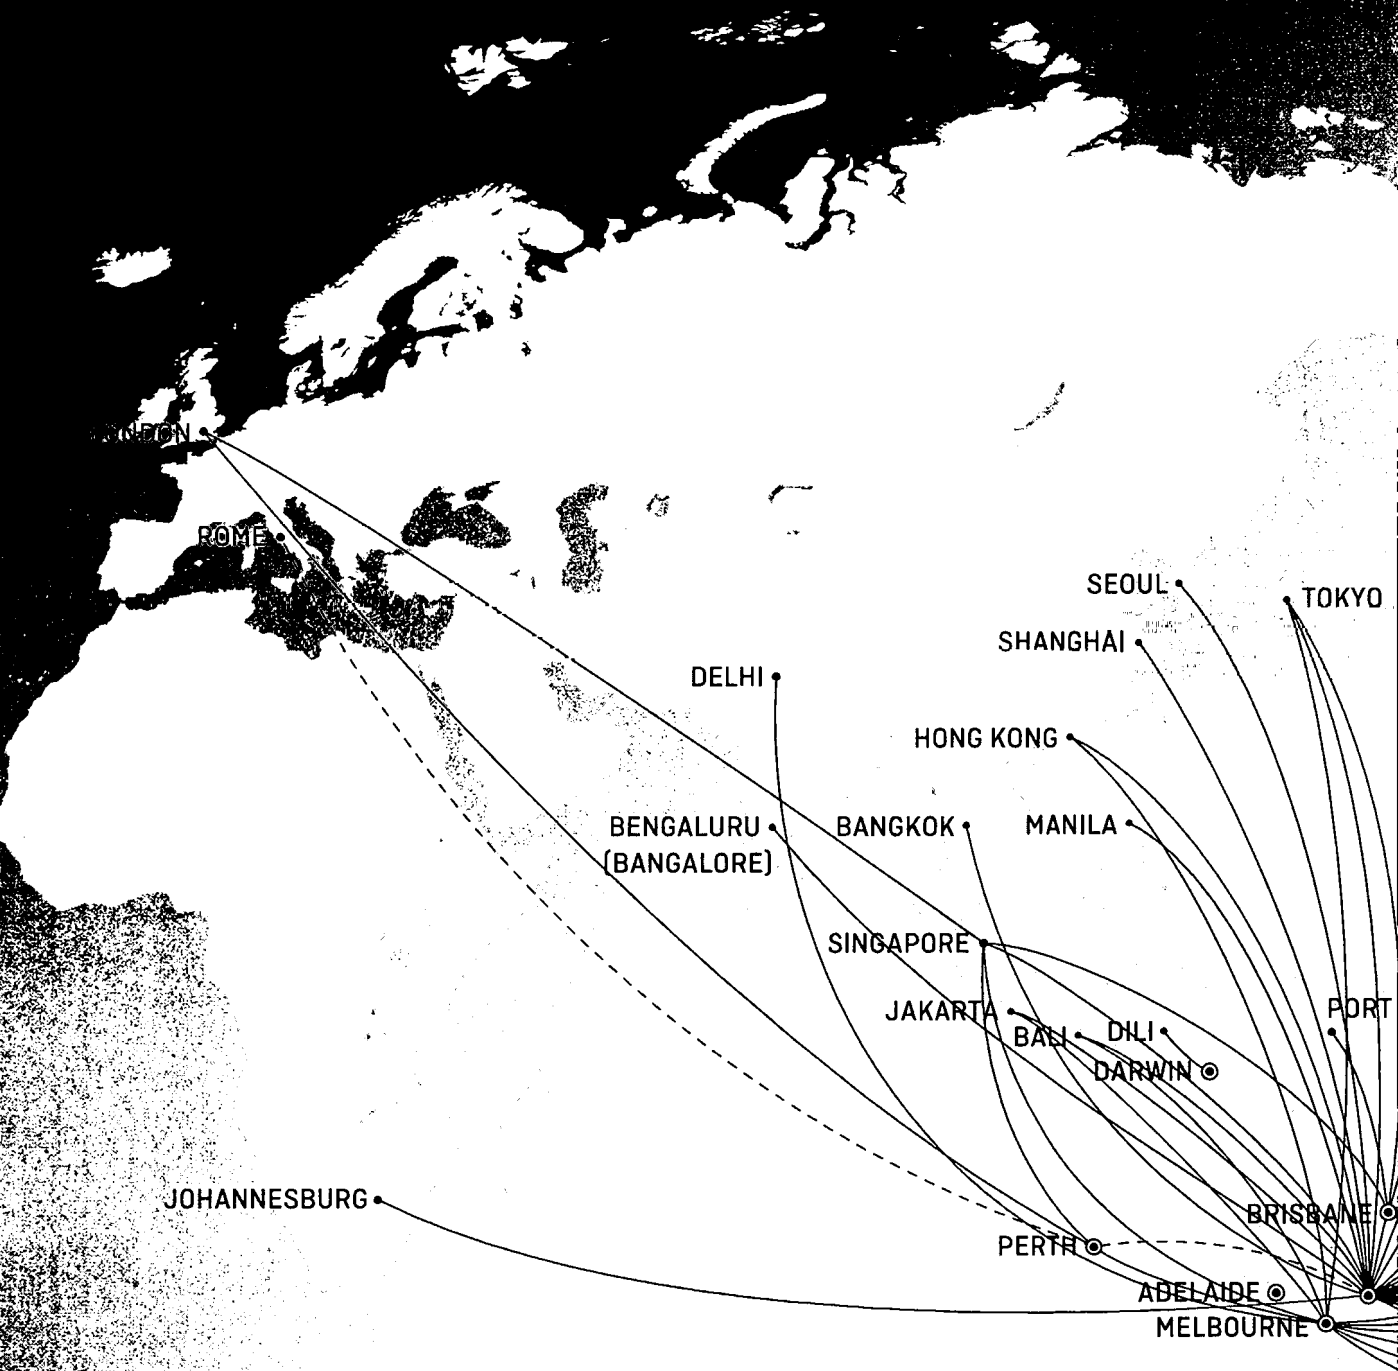 LONDON
ROME
SEOUL
TOKYO
SHANGHAI
DELHI
HONG KONG
BENGALURU
(BANGALORE)
BANGKOK
MANILA
SINGAPORE
JAKARTA
PORT
BALI
DILI
DARWIN
JOHANNESBURG
BRISBANE
PERTH
ADELAIDE
MELBOURNE